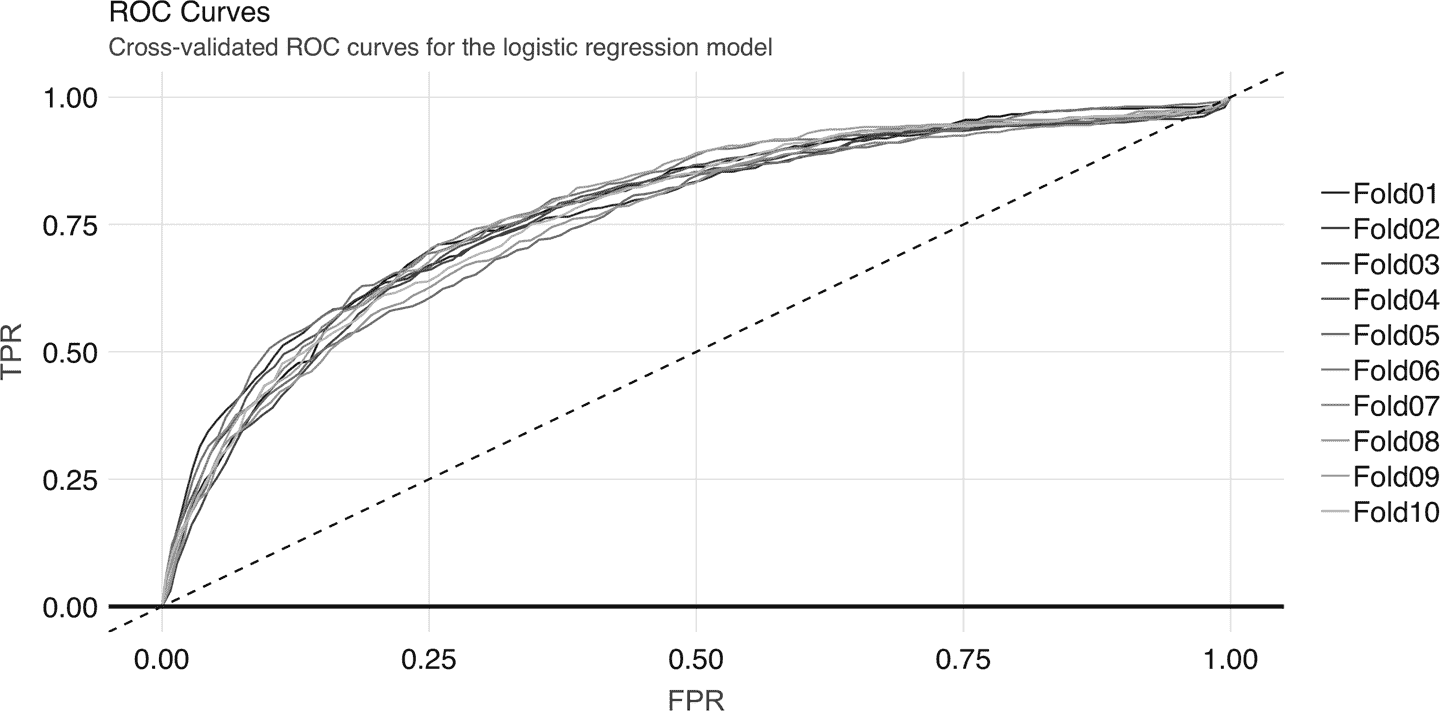 ROC Curves
Cross-validated ROC curves for the logistic regression model
1.00
0.75
0.50
0.25
0.00
TPR
0.00 0.25 0.50 0.75 1.00
FPR
Fold01
Fold02
Fold03
Fold04
Fold05
Fold06
Fold07
Fold08
Fold09
Fold10